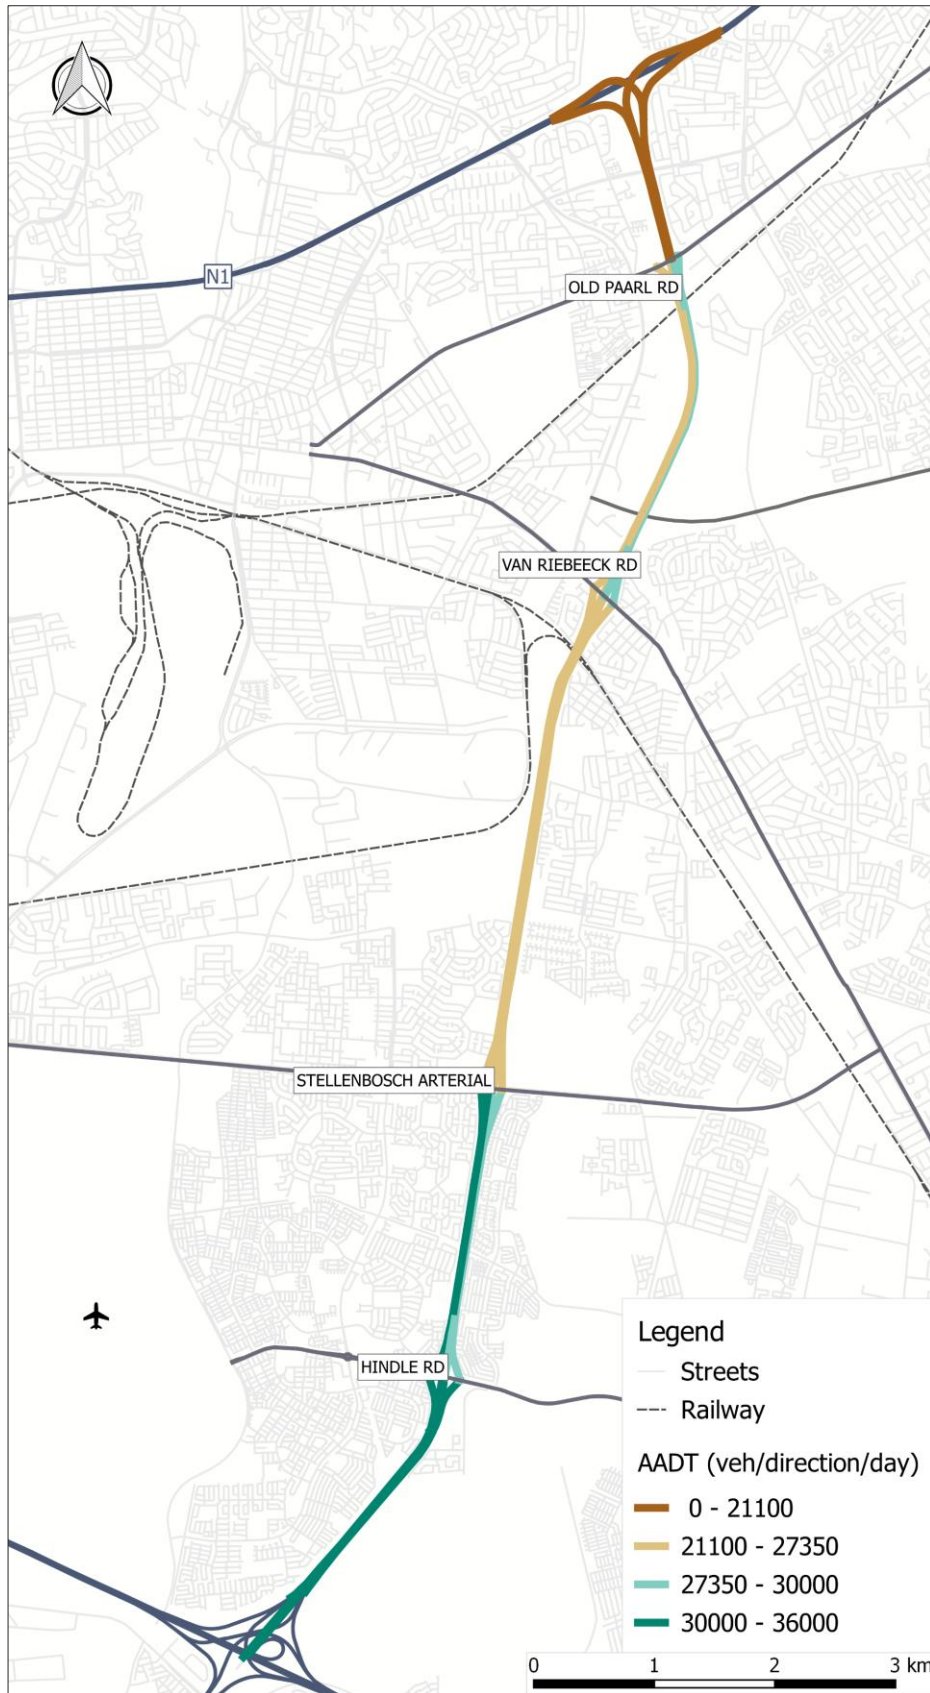 N1
OLD PAARL RD
VAN RIEBEECK RD
STELLENBOSCH ARTERIAL
HINDLE RD
Legend
Streets
Railway
AADT (veh/direction/day)
0 - 21100
21100 - 27350
27350 - 30000
30000 - 36000
0 1 2 3 km